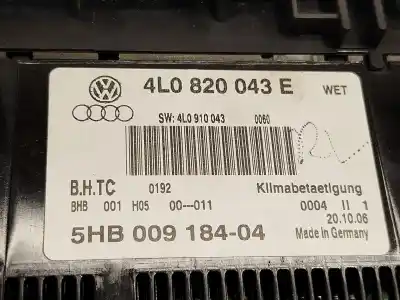 4L0 820 043 E WET
SW: 4L0 910 043 0060
B.H.TC 0192 Klimabetaetigung
BHB 001 H05 00---011 0004 II 1
20.10.06
5HB 009 184-04 Made in Germany